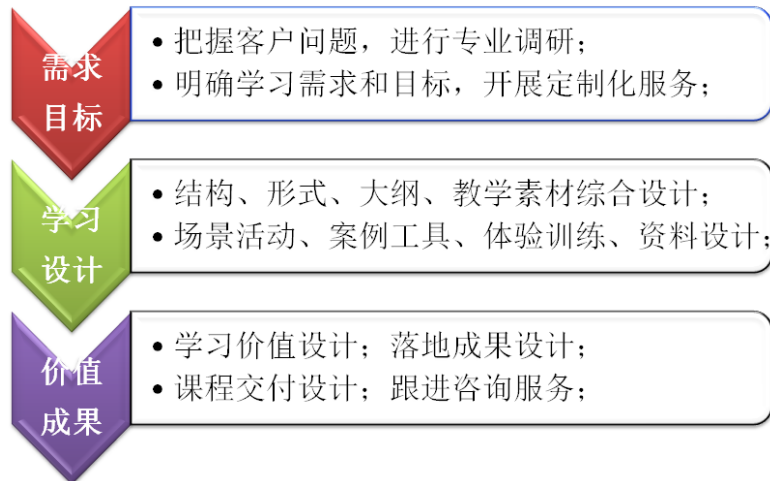 需求
目标
• 把握客户问题，进行专业调研；
• 明确学习需求和目标，开展定制化服务；
学习
设计
• 结构、形式、大纲、教学素材综合设计；
• 场景活动、案例工具、体验训练、资料设计；
价值
成果
• 学习价值设计；落地成果设计；
• 课程交付设计；跟进咨询服务；